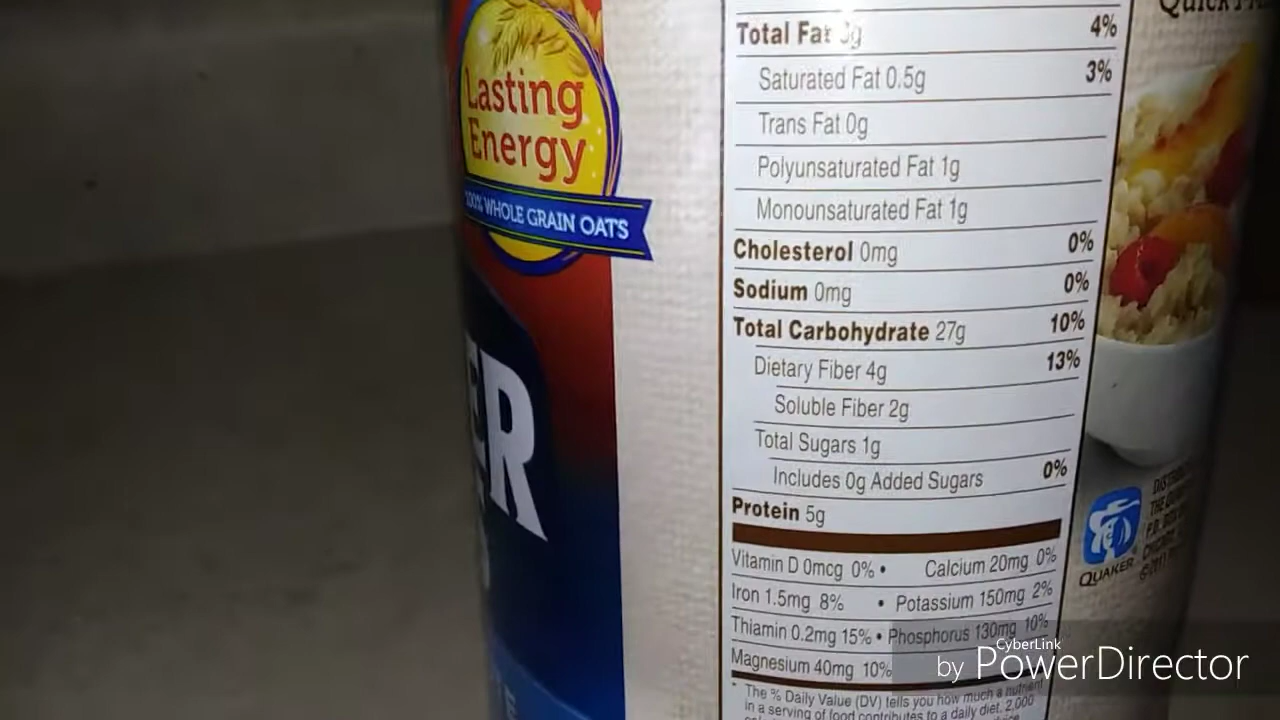 Lasting
Energy
100% WHOLE GRAIN OATS
ER
Total Fat 3g 4%
Saturated Fat 0.5g 3%
Trans Fat 0g
Polyunsaturated Fat 1g
Monounsaturated Fat 1g
Cholesterol 0mg 0%
Sodium 0mg 0%
Total Carbohydrate 27g 10%
Dietary Fiber 4g 13%
Soluble Fiber 2g
Total Sugars 1g
Includes 0g Added Sugars 0%
Protein 5g
Vitamin D 0mcg 0% • Calcium 20mg 0%
Iron 1.5mg 8% • Potassium 150mg 2%
Thiamin 0.2mg 15% • Phosphorus 130mg 10%
Magnesium 40mg 10%
* The % Daily Value (DV) tells you how much a nutrient
in a serving of food contributes to a daily diet. 2,000
QUAKER
CyberLink
by PowerDirector